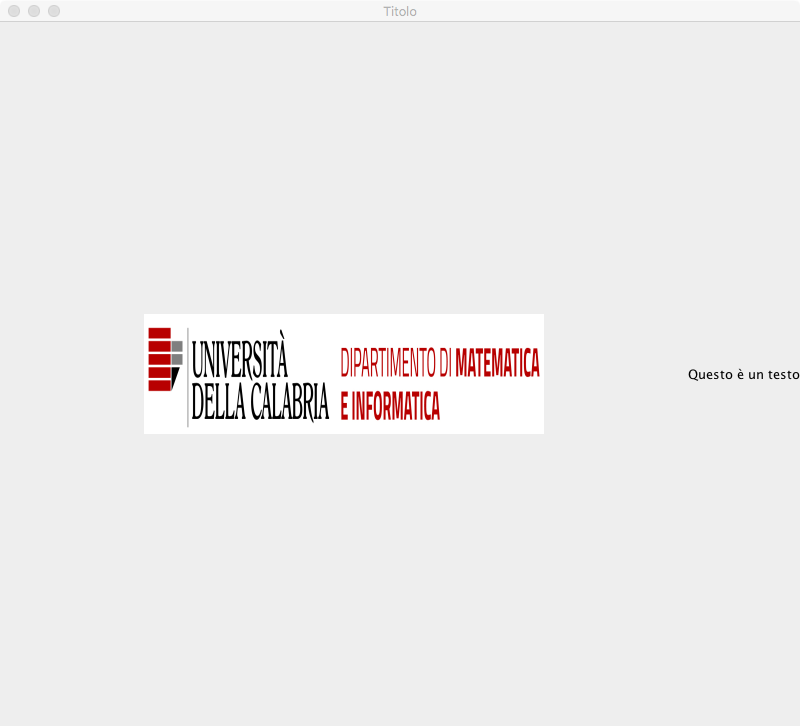 Titolo
UNIVERSITÀ
DELLA CALABRIA
DIPARTIMENTO DI MATEMATICA
E INFORMATICA
Questo è un testo